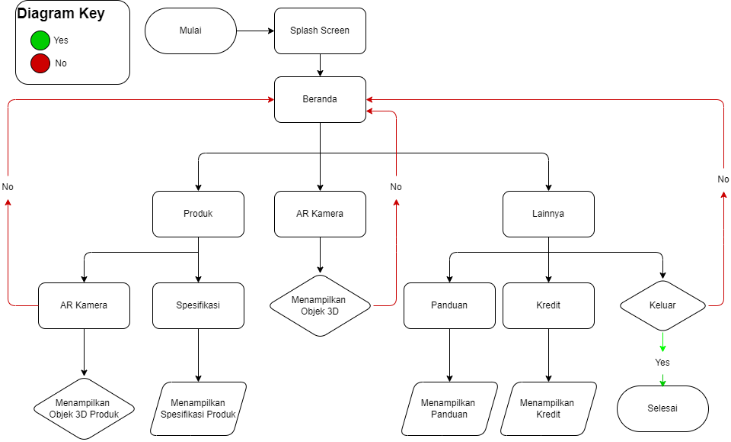 Diagram Key
Yes
No
Mulai
Splash Screen
Beranda
No
No
No
Produk
AR Kamera
Lainnya
AR Kamera
Spesifikasi
Menampilkan
Objek 3D
Panduan
Kredit
Keluar
Yes
Menampilkan
Objek 3D Produk
Menampilkan
Spesifikasi Produk
Menampilkan
Panduan
Menampilkan
Kredit
Selesai